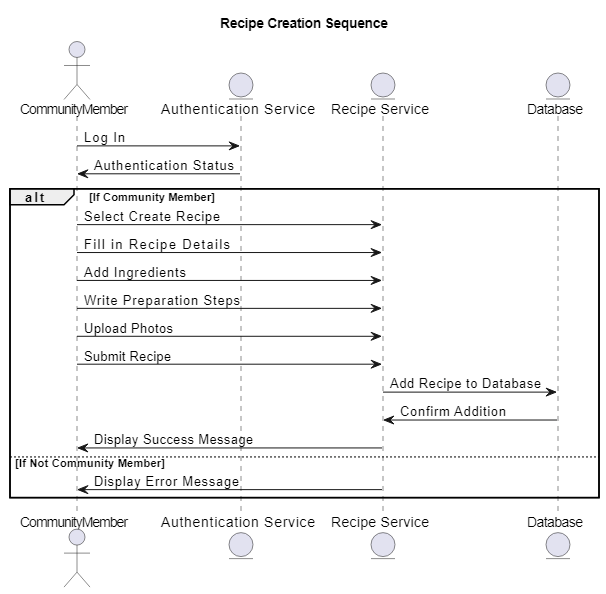 Recipe Creation Sequence
CommunityMember
Authentication Service
Recipe Service
Database
Log In
Authentication Status
alt
[If Community Member]
Select Create Recipe
Fill in Recipe Details
Add Ingredients
Write Preparation Steps
Upload Photos
Submit Recipe
Add Recipe to Database
Confirm Addition
Display Success Message
[If Not Community Member]
Display Error Message
CommunityMember
Authentication Service
Recipe Service
Database